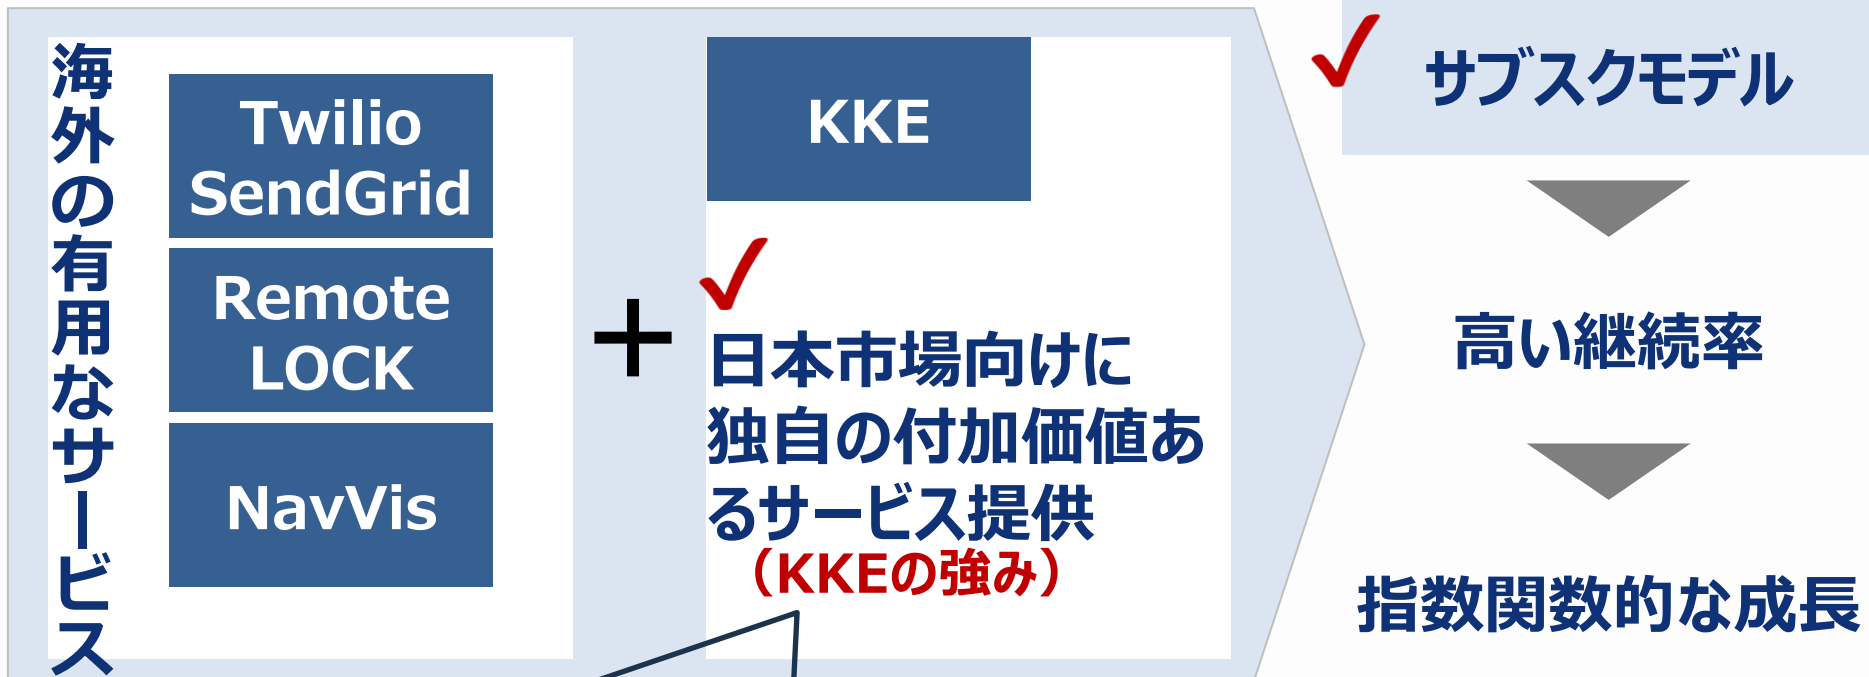 海外の有用なサービス
Twilio
SendGrid
Remote
LOCK
NavVis
+
KKE
日本市場向けに
独自の付加価値あ
るサービス提供
（KKEの強み）
サブスクモデル
高い継続率
指数関数的な成長